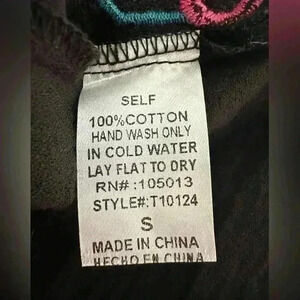 SELF
100%COTTON
HAND WASH ONLY
IN COLD WATER
LAY FLAT TO DRY
RN#:105013
STYLE#:T10124
S
MADE IN CHINA
HECHO EN CHINA